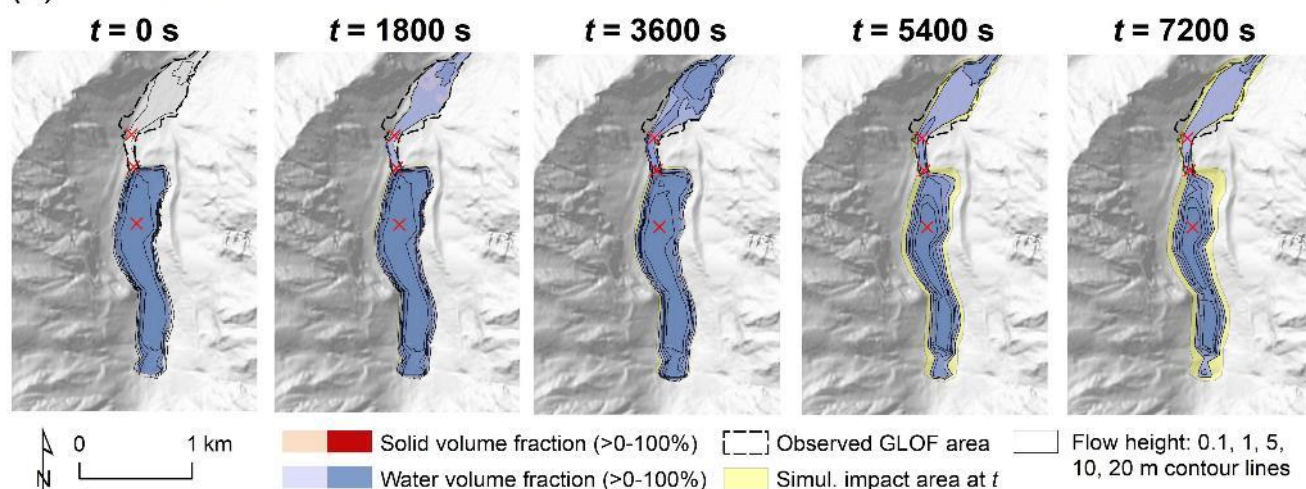 t = 0 s t = 1800 s t = 3600 s t = 5400 s t = 7200 s
N
0 1 km
Solid volume fraction (>0-100%)
Water volume fraction (>0-100%)
Observed GLOF area
Simul. impact area at t
Flow height: 0.1, 1, 5,
10, 20 m contour lines